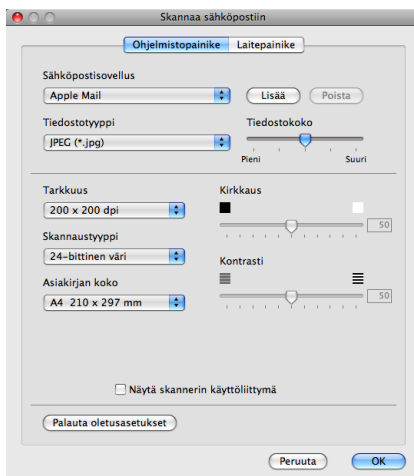 Skannaa sähköpostiin
Ohjelmistopainike Laitepainike
Sähköpostisovellus
Apple Mail Lisää Poista
Tiedostotyyppi Tiedostokoko
JPEG (*.jpg)
Pieni Suuri
Tarkkuus Kirkkaus
200 x 200 dpi
50
Skannaustyyppi
24-bittinen väri Kontrasti
Asiakirjan koko
A4 210 x 297 mm 50
Näytä skannerin käyttöliittymä
Palauta oletusasetukset
Peruuta OK